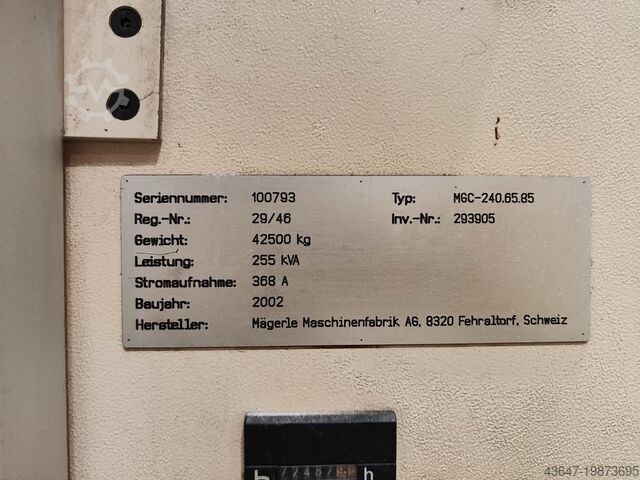 Seriennummer: 100793 Typ: MGC-240.65.85
Reg.-Nr.: 29/46 Inv.-Nr.: 293905
Gewicht: 42500 kg
Leistung: 255 kVA
Stromaufnahme: 368 A
Baujahr: 2002
Hersteller: Mägerle Maschinenfabrik AG, 8320 Fehraltorf, Schweiz
h
43647-19873695